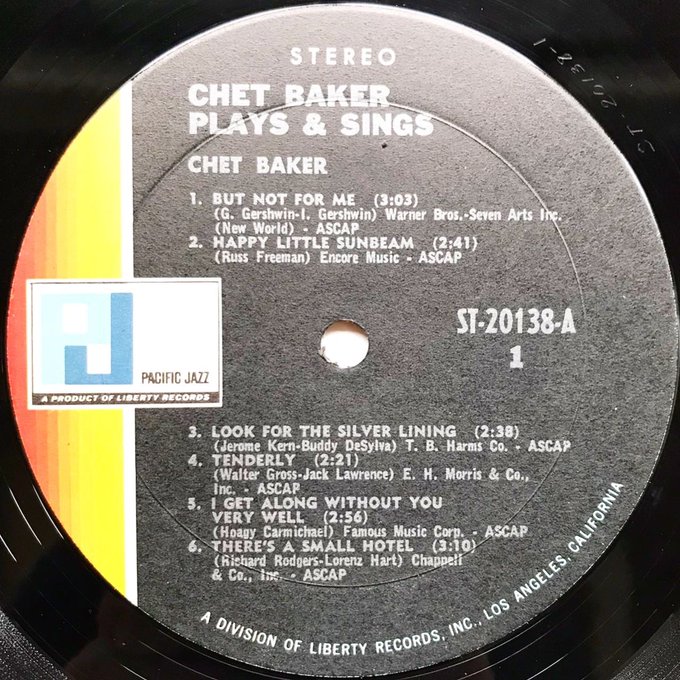 STEREO
CHET BAKER
PLAYS & SINGS
CHET BAKER
1. BUT NOT FOR ME (3:03)
(G. Gershwin-I. Gershwin) Warner Bros.-Seven Arts Inc.
(New World) - ASCAP
2. HAPPY LITTLE SUNBEAM (2:41)
(Russ Freeman) Encore Music - ASCAP
PJ
PACIFIC JAZZ
A PRODUCT OF LIBERTY RECORDS
ST-20138-A
1
3. LOOK FOR THE SILVER LINING (2:38)
(Jerome Kern-Buddy DeSylva) T. B. Harms Co. - ASCAP
4. TENDERLY (2:21)
(Walter Gross-Jack Lawrence) E. H. Morris & Co.,
Inc. - ASCAP
5. I GET ALONG WITHOUT YOU
VERY WELL (2:56)
(Hoagy Carmichael) Famous Music Corp. - ASCAP
6. THERE'S A SMALL HOTEL (3:10)
(Richard Rodgers-Lorenz Hart) Chappell
& Co., Inc. - ASCAP
A DIVISION OF LIBERTY RECORDS, INC., LOS ANGELES, CALIFORNIA
ST-20138-1